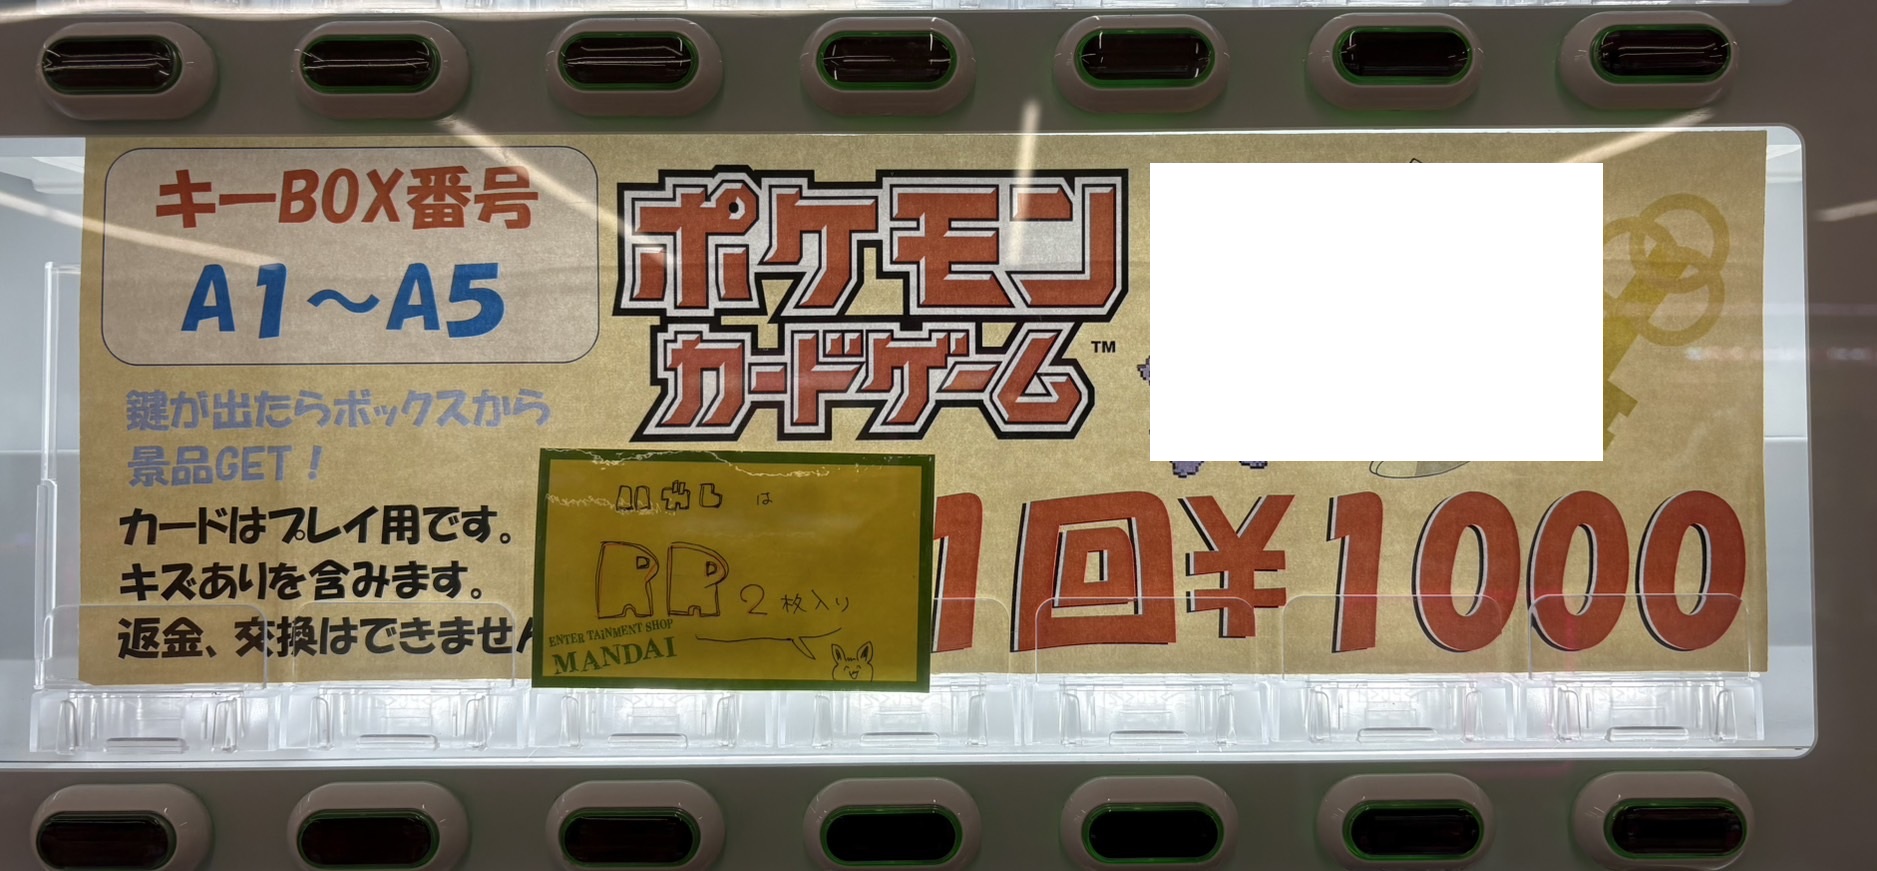 キーBOX番号
A1～A5
鍵が出たらボックスから
景品GET！
カードはプレイ用です。
キズありを含みます。
返金、交換はできません
ポケモン
カードゲーム
TM
1回¥1000
ハズレは
RR 2枚入り
ENTERTAINMENT SHOP
MANDAI